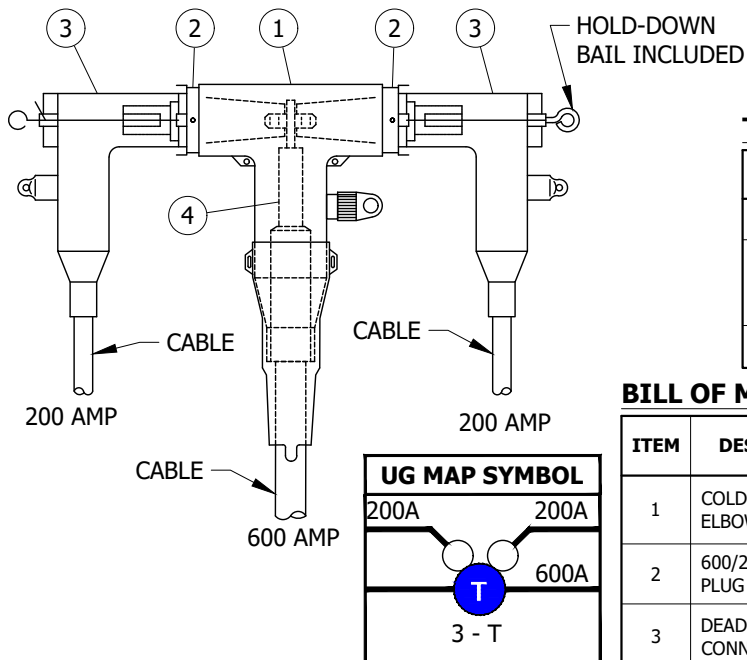 3
2
1
2
3
HOLD-DOWN
BAIL INCLUDED
4
CABLE
CABLE
200 AMP
200 AMP
CABLE
600 AMP
UG MAP SYMBOL
200A
200A
600A
T
3 - T
BILL OF M
ITEM
DES
1
COLD
ELBOW
2
600/2
PLUG
3
DEAD
CONN